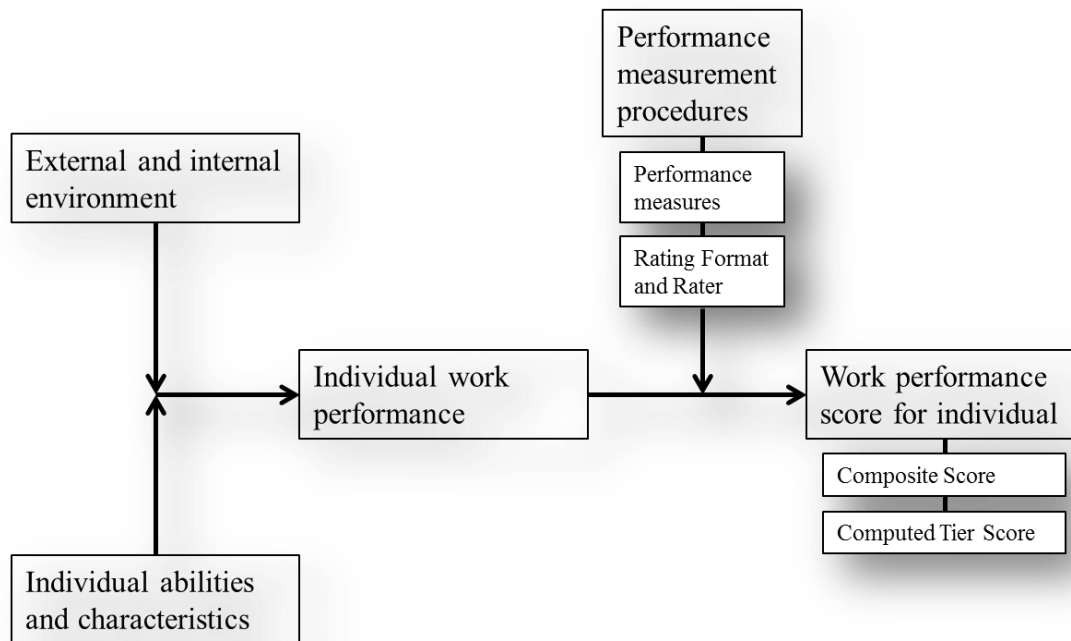 Performance
measurement
procedures
External and internal
environment
Performance
measures
Rating Format
and Rater
Individual work
performance
Work performance
score for individual
Composite Score
Computed Tier Score
Individual abilities
and characteristics